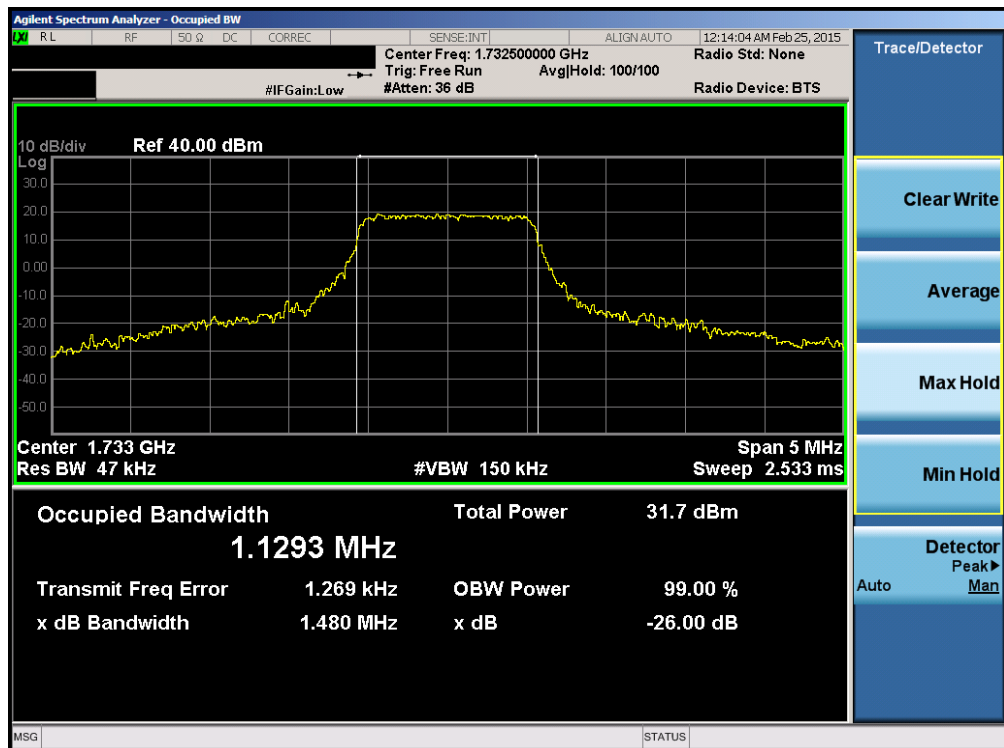 Agilent Spectrum Analyzer - Occupied BW
LXI RL RF 50 Ω DC CORREC SENSE:INT ALIGN AUTO 12:14:04 AM Feb 25, 2015
Center Freq: 1.732500000 GHz Radio Std: None
Trig: Free Run Avg|Hold: 100/100
#IFGain:Low #Atten: 36 dB Radio Device: BTS
10 dB/div Ref 40.00 dBm
Log
30.0
20.0
10.0
0.00
-10.0
-20.0
-30.0
-40.0
-50.0
Center 1.733 GHz Span 5 MHz
Res BW 47 kHz #VBW 150 kHz Sweep 2.533 ms
Occupied Bandwidth Total Power 31.7 dBm
1.1293 MHz
Transmit Freq Error 1.269 kHz OBW Power 99.00 %
x dB Bandwidth 1.480 MHz x dB -26.00 dB
MSG STATUS
Trace/Detector
Clear Write
Average
Max Hold
Min Hold
Detector
Peak▶
Auto Man